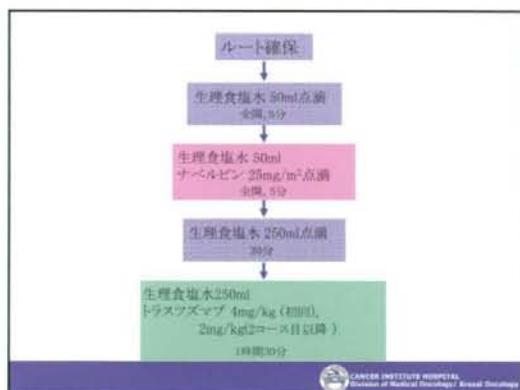 ルート確保
生理食塩水 50ml点滴
全開, 5分
生理食塩水 50ml
ナベルビン 25mg/m²点滴
全開, 5分
生理食塩水 250ml点滴
30分
生理食塩水250ml
トラスツズマブ 4mg/kg (初回),
2mg/kg(2コース目以降 )
1時間30分
CANCER INSTITUTE HOSPITAL
Division of Medical Oncology/ Breast Oncology